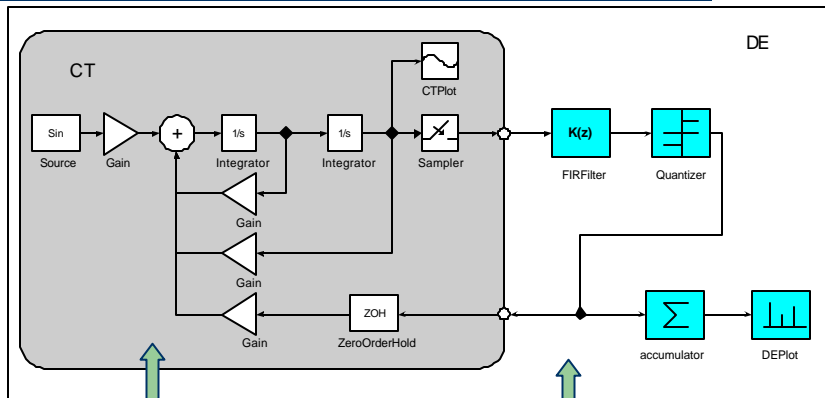 DE
CT
CTPlot
Sin
+
1/s
1/s
K(z)
Source
Gain
Integrator
Integrator
Sampler
FIRFilter
Quantizer
Gain
Gain
ZOH
Σ
Gain
ZeroOrderHold
accumulator
DEPlot